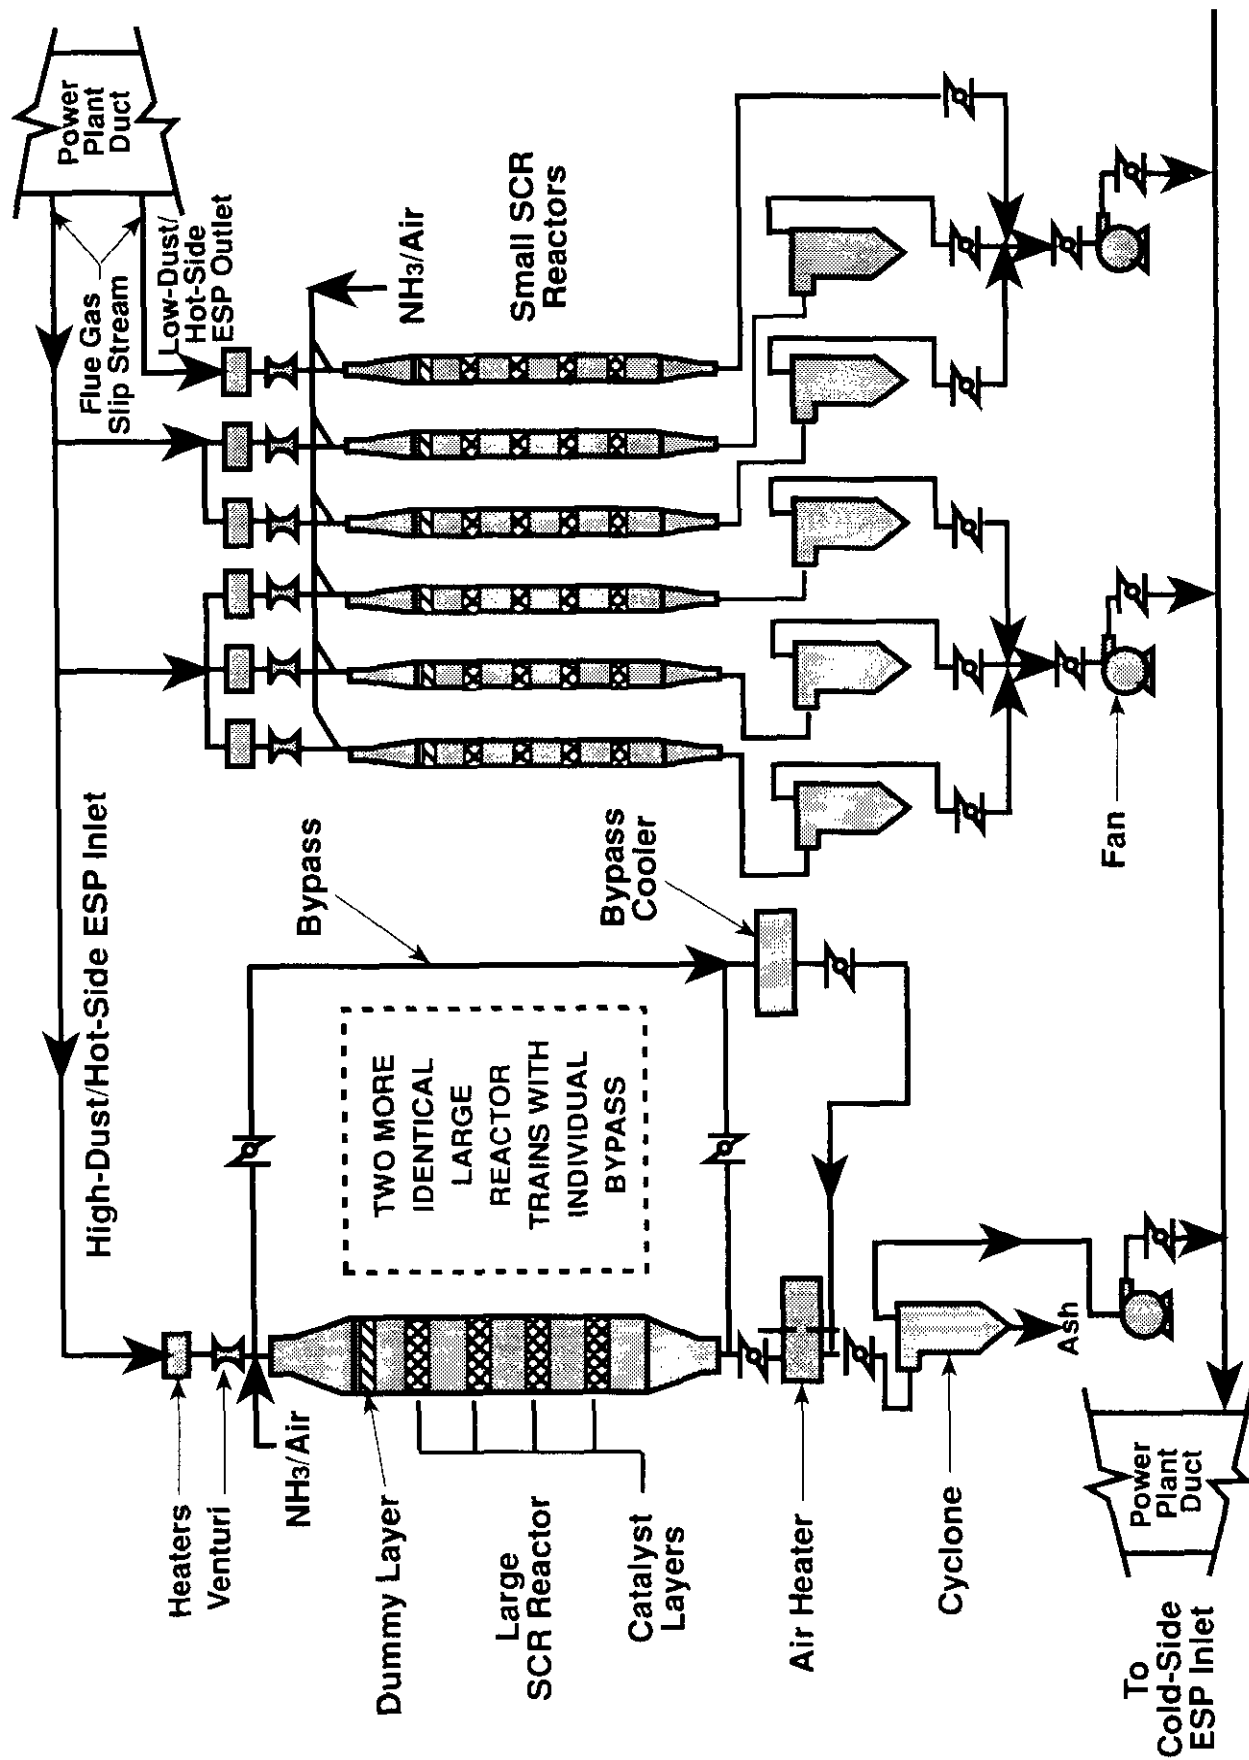 Power
Plant
Duct
Flue Gas
Slip Stream
Low-Dust/
Hot-Side
ESP Outlet
High-Dust/Hot-Side ESP Inlet
Heaters
Venturi
NH3/Air
NH3/Air
Bypass
Small SCR
Reactors
Dummy Layer
TWO MORE
IDENTICAL
LARGE
REACTOR
TRAINS WITH
INDIVIDUAL
BYPASS
Large
SCR Reactor
Catalyst
Layers
Bypass
Cooler
Air Heater
Cyclone
Ash
Fan
Power
Plant
Duct
To
Cold-Side
ESP Inlet